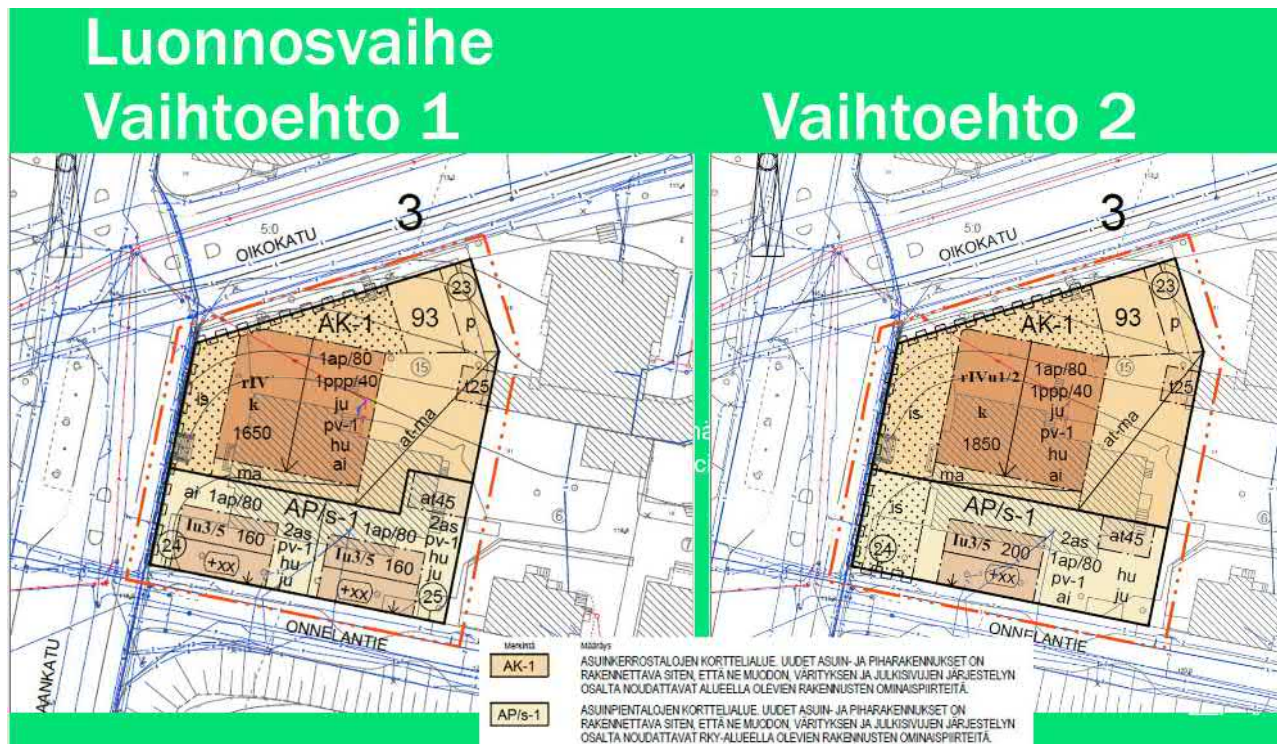 Luonnosvaihe
Vaihtoehto 1
Vaihtoehto 2
3
5:0
OIKOKATU
23
AK-1
93
p
15
1ap/80
rIV
1ppp/40
t25
is
k
ju
pv-1
at-ma
1650
hu
ai
ma
AP/s-1
at45
ai 1ap/80
1ap/80
2as
2as
Iu3/5 160
pv-1
pv-1
hu
hu
Iu3/5 160
24
+xx
ju
ju
+xx
25
ONNELANTIE
ÄÄNKATU
3
5:0
OIKOKATU
23
AK-1
93
p
15
1ap/80
rIVu1/2
1ppp/40
t25
is
k
ju
pv-1
at-ma
1850
hu
ai
ma
AP/s-1
is
2as
at45
24
Iu3/5 200
1ap/80
hu
+xx
pv-1
ju
ai
ONNELANTIE
Merkintä
Määräys
AK-1
ASUINKERROSTALOJEN KORTTELIALUE. UUDET ASUIN- JA PIHARAKENNUKSET ON
RAKENNETTAVA SITEN, ETTÄ NE MUODON, VÄRITYKSEN JA JULKISIVUJEN JÄRJESTELYN
OSALTA NOUDATTAVAT ALUEELLA OLEVIEN RAKENNUSTEN OMINAISPIIRTEITÄ.
AP/s-1
ASUINPIENTALOJEN KORTTELIALUE. UUDET ASUIN- JA PIHARAKENNUKSET ON
RAKENNETTAVA SITEN, ETTÄ NE MUODON, VÄRITYKSEN JA JULKISIVUJEN JÄRJESTELYN
OSALTA NOUDATTAVAT RKY-ALUEELLA OLEVIEN RAKENNUSTEN OMINAISPIIRTEITÄ.